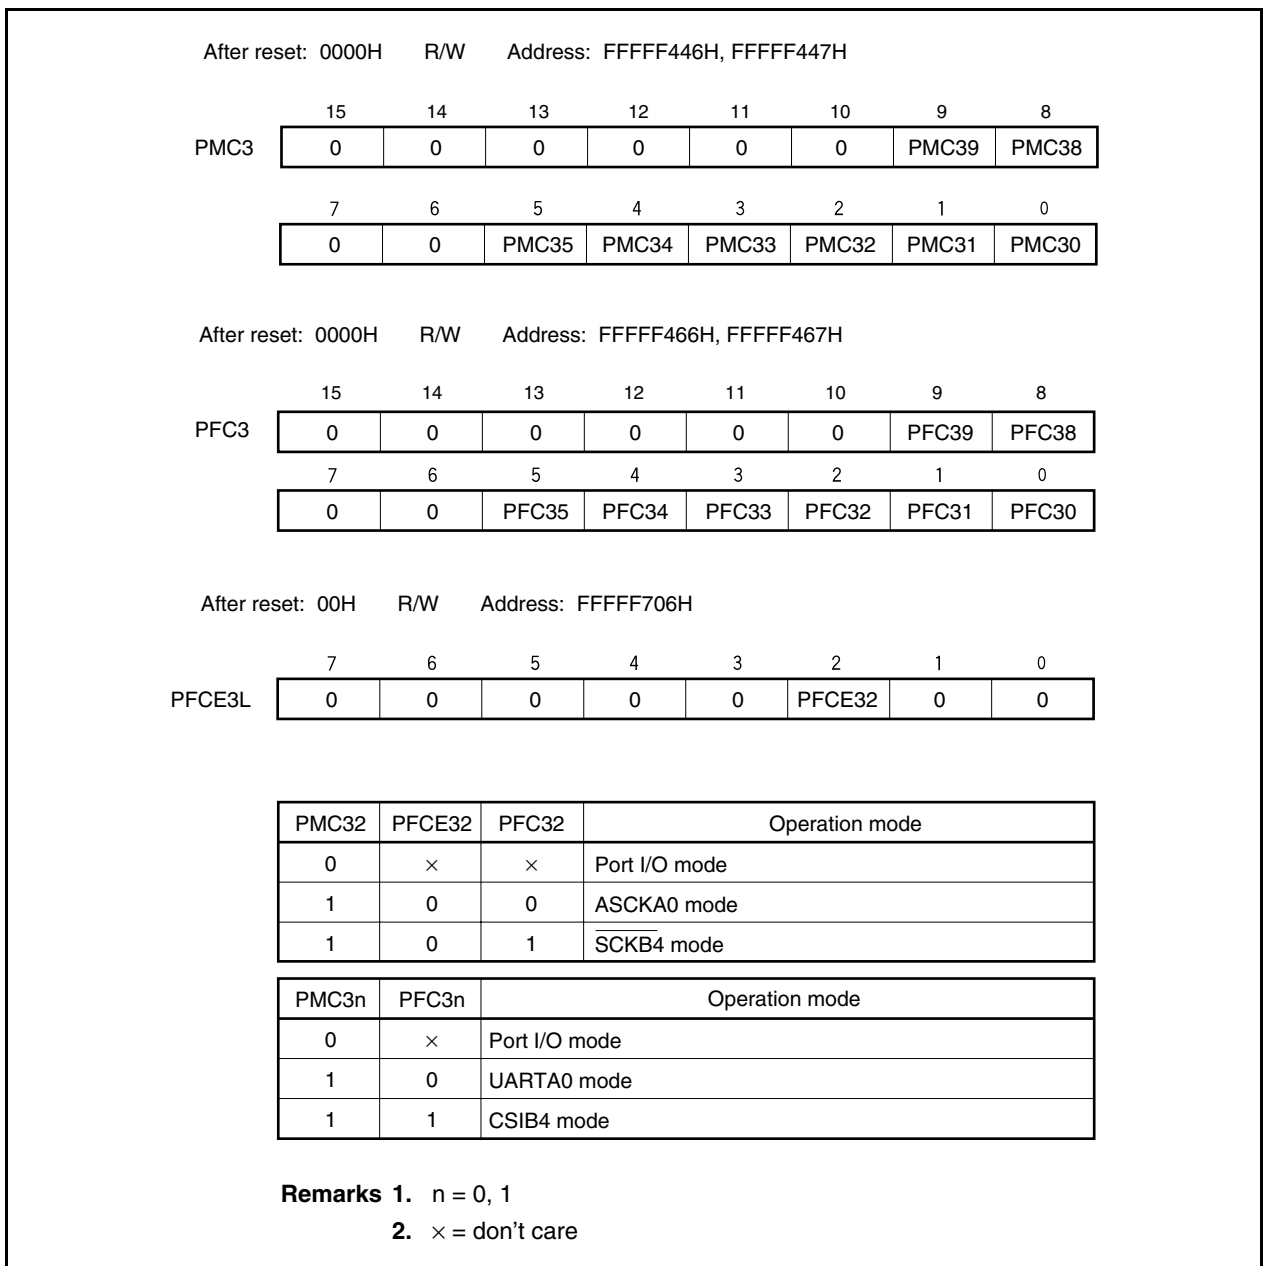 After reset: 0000H R/W Address: FFFFF446H, FFFFF447H
15 14 13 12 11 10 9 8
PMC3 0 0 0 0 0 0 PMC39 PMC38
7 6 5 4 3 2 1 0
0 0 PMC35 PMC34 PMC33 PMC32 PMC31 PMC30
After reset: 0000H R/W Address: FFFFF466H, FFFFF467H
15 14 13 12 11 10 9 8
PFC3 0 0 0 0 0 0 PFC39 PFC38
7 6 5 4 3 2 1 0
0 0 PFC35 PFC34 PFC33 PFC32 PFC31 PFC30
After reset: 00H R/W Address: FFFFF706H
7 6 5 4 3 2 1 0
PFCE3L 0 0 0 0 0 PFCE32 0 0
PMC32 PFCE32 PFC32 Operation mode
0 × × Port I/O mode
1 0 0 ASCKA0 mode
1 0 1 S̅C̅K̅B̅4̅ mode
PMC3n PFC3n Operation mode
0 × Port I/O mode
1 0 UARTA0 mode
1 1 CSIB4 mode
Remarks 1. n = 0, 1
2. × = don't care